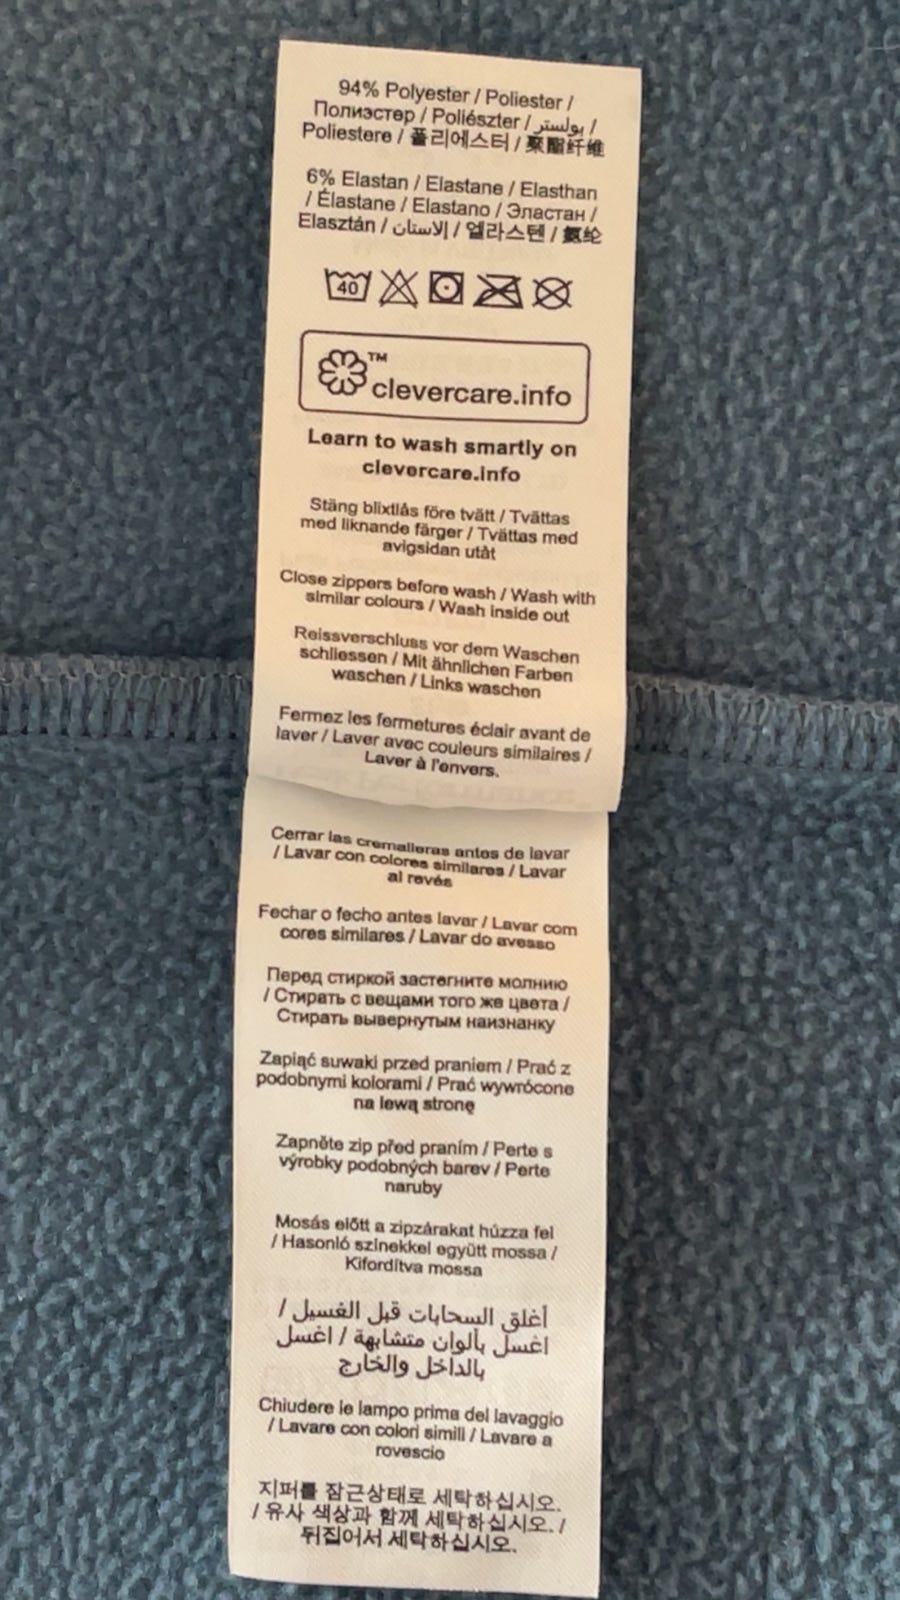 94% Polyester / Poliester /
Полиэстер / Poliészter / بولستر /
Poliestere / 폴리에스터 / 聚酯纤维
6% Elastan / Elastane / Elasthan
/ Élastane / Elastano / Эластан /
Elasztán / إلاستان / 엘라스텐 / 氨纶
40
™
clevercare.info
Learn to wash smartly on
clevercare.info
Stäng blixtlås före tvätt / Tvättas
med liknande färger / Tvättas med
avigsidan utåt
Close zippers before wash / Wash with
similar colours / Wash inside out
Reissverschluss vor dem Waschen
schliessen / Mit ähnlichen Farben
waschen / Links waschen
Fermez les fermetures éclair avant de
laver / Laver avec couleurs similaires /
Laver à l'envers.
Cerrar las cremalleras antes de lavar
/ Lavar con colores similares / Lavar
al revés
Fechar o fecho antes lavar / Lavar com
cores similares / Lavar do avesso
Перед стиркой застегните молнию
/ Стирать с вещами того же цвета /
Стирать вывернутым наизнанку
Zapiąć suwaki przed praniem / Prać z
podobnymi kolorami / Prać wywrócone
na lewą stronę
Zapněte zip před praním / Perte s
výrobky podobných barev / Perte
naruby
Mosás előtt a zipzárakat húzza fel
/ Hasonló színekkel együtt mossa /
Kifordítva mossa
أغلق السحابات قبل الغسيل /
اغسل بألوان متشابهة / اغسل
بالداخل والخارج
Chiudere le lampo prima del lavaggio
/ Lavare con colori simili / Lavare a
rovescio
지퍼를 잠근상태로 세탁하십시오.
/ 유사 색상과 함께 세탁하십시오. /
뒤집어서 세탁하십시오.